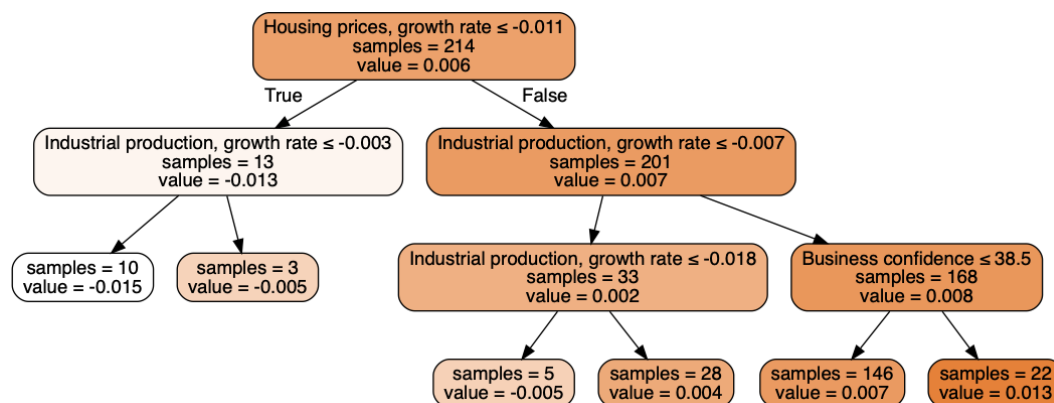 Housing prices, growth rate ≤ -0.011
samples = 214
value = 0.006
True
False
Industrial production, growth rate ≤ -0.003
samples = 13
value = -0.013
Industrial production, growth rate ≤ -0.007
samples = 201
value = 0.007
samples = 10
value = -0.015
samples = 3
value = -0.005
Industrial production, growth rate ≤ -0.018
samples = 33
value = 0.002
Business confidence ≤ 38.5
samples = 168
value = 0.008
samples = 5
value = -0.005
samples = 28
value = 0.004
samples = 146
value = 0.007
samples = 22
value = 0.013